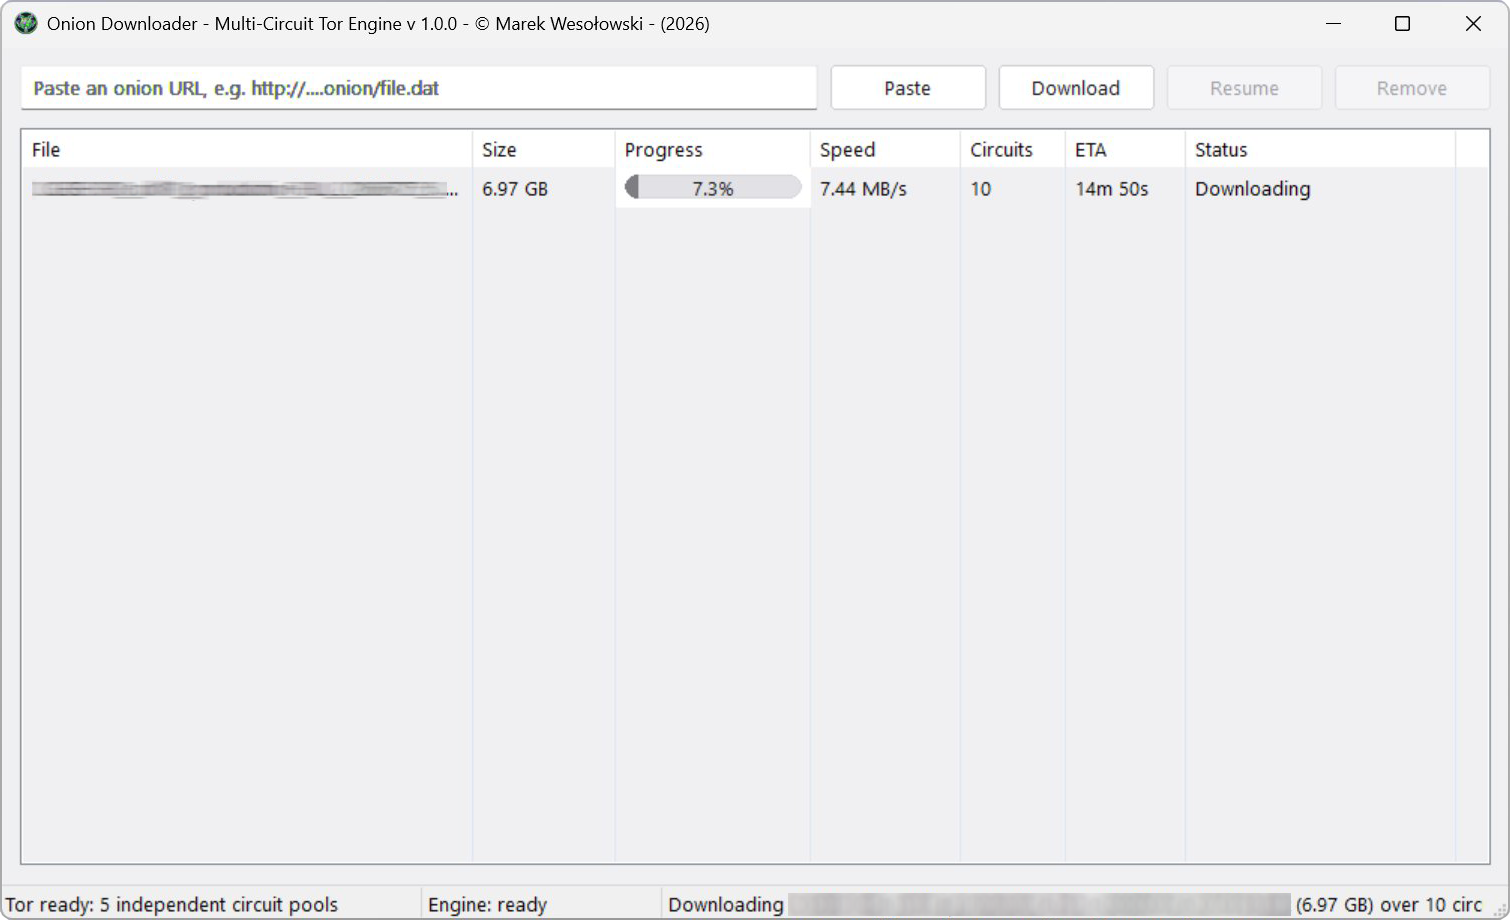 Onion Downloader - Multi-Circuit Tor Engine v 1.0.0 - © Marek Wesołowski - (2026)
Paste an onion URL, e.g. http://....onion/file.dat Paste Download Resume Remove
File Size Progress Speed Circuits ETA Status
... 6.97 GB 7.3% 7.44 MB/s 10 14m 50s Downloading
Tor ready: 5 independent circuit pools Engine: ready Downloading (6.97 GB) over 10 circ